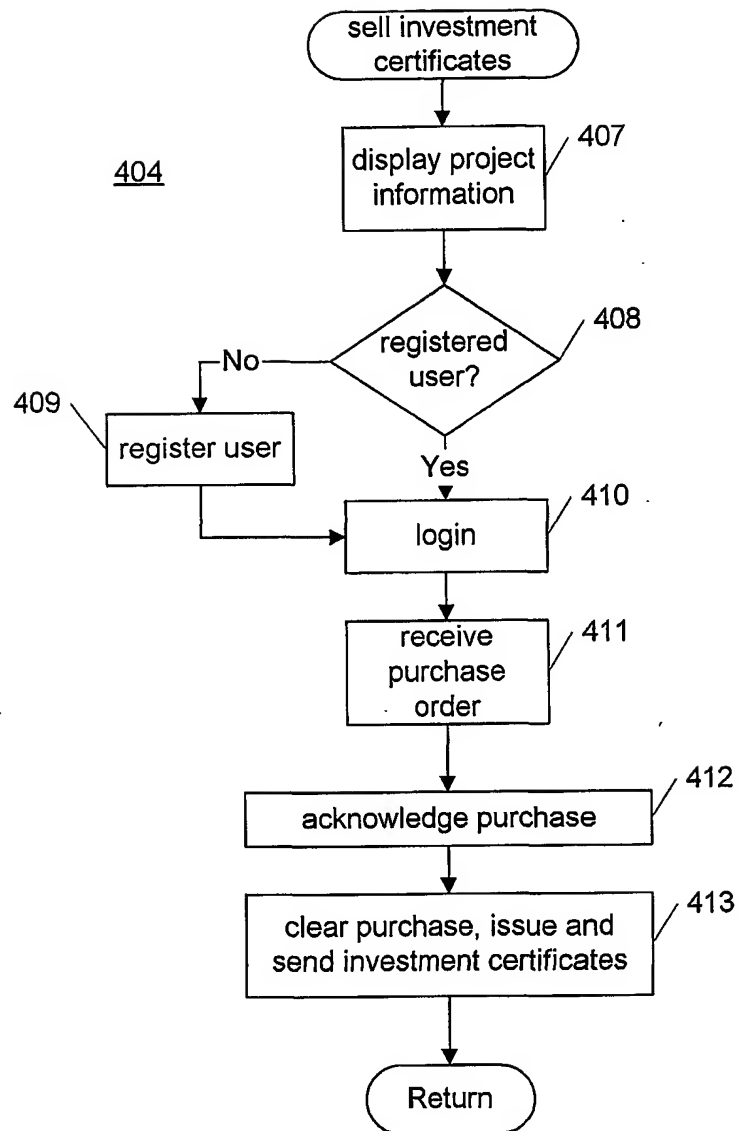 sell investment
certificates
407
display project
information
404
408
registered
user?
No
409
register user
Yes
410
login
411
receive
purchase
order
412
acknowledge purchase
413
clear purchase, issue and
send investment certificates
Return